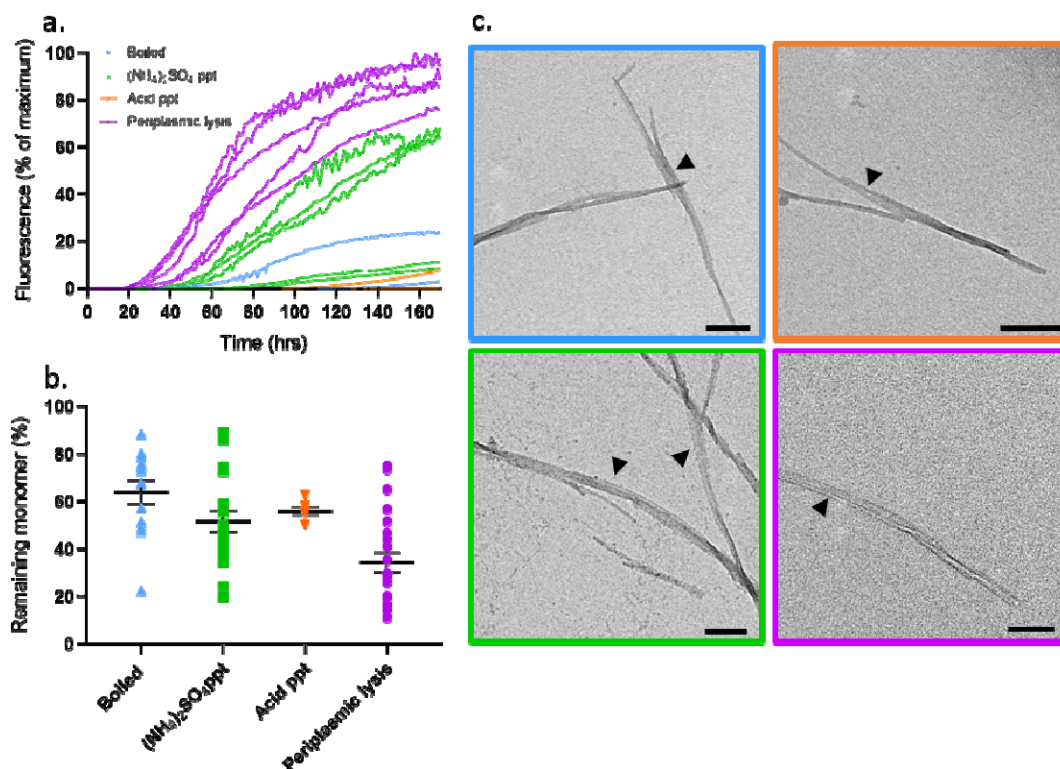 a.
Fluorescence (% of maximum)
100
80
60
40
20
0
Boiled
(NH₄)₂SO₄ ppt
Acid ppt
Periplasmic lysis
0 20 40 60 80 100 120 140 160
Time (hrs)
b.
Remaining monomer (%)
100
80
60
40
20
0
Boiled
(NH₄)₂SO₄ppt
Acid ppt
Periplasmic lysis
c.